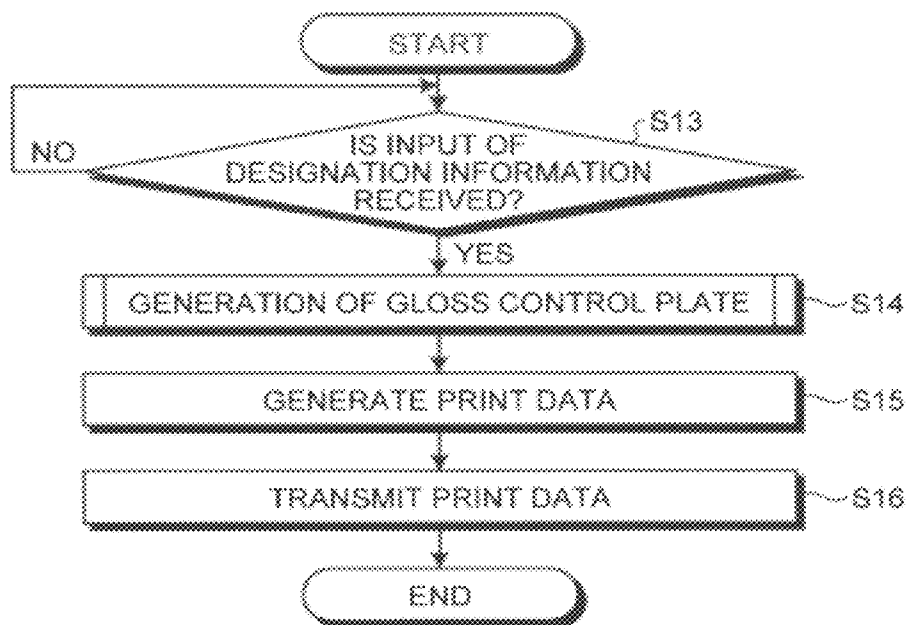 START
S13
IS INPUT OF
DESIGNATION INFORMATION
RECEIVED?
NO
YES
GENERATION OF GLOSS CONTROL PLATE
S14
GENERATE PRINT DATA
S15
TRANSMIT PRINT DATA
S16
END